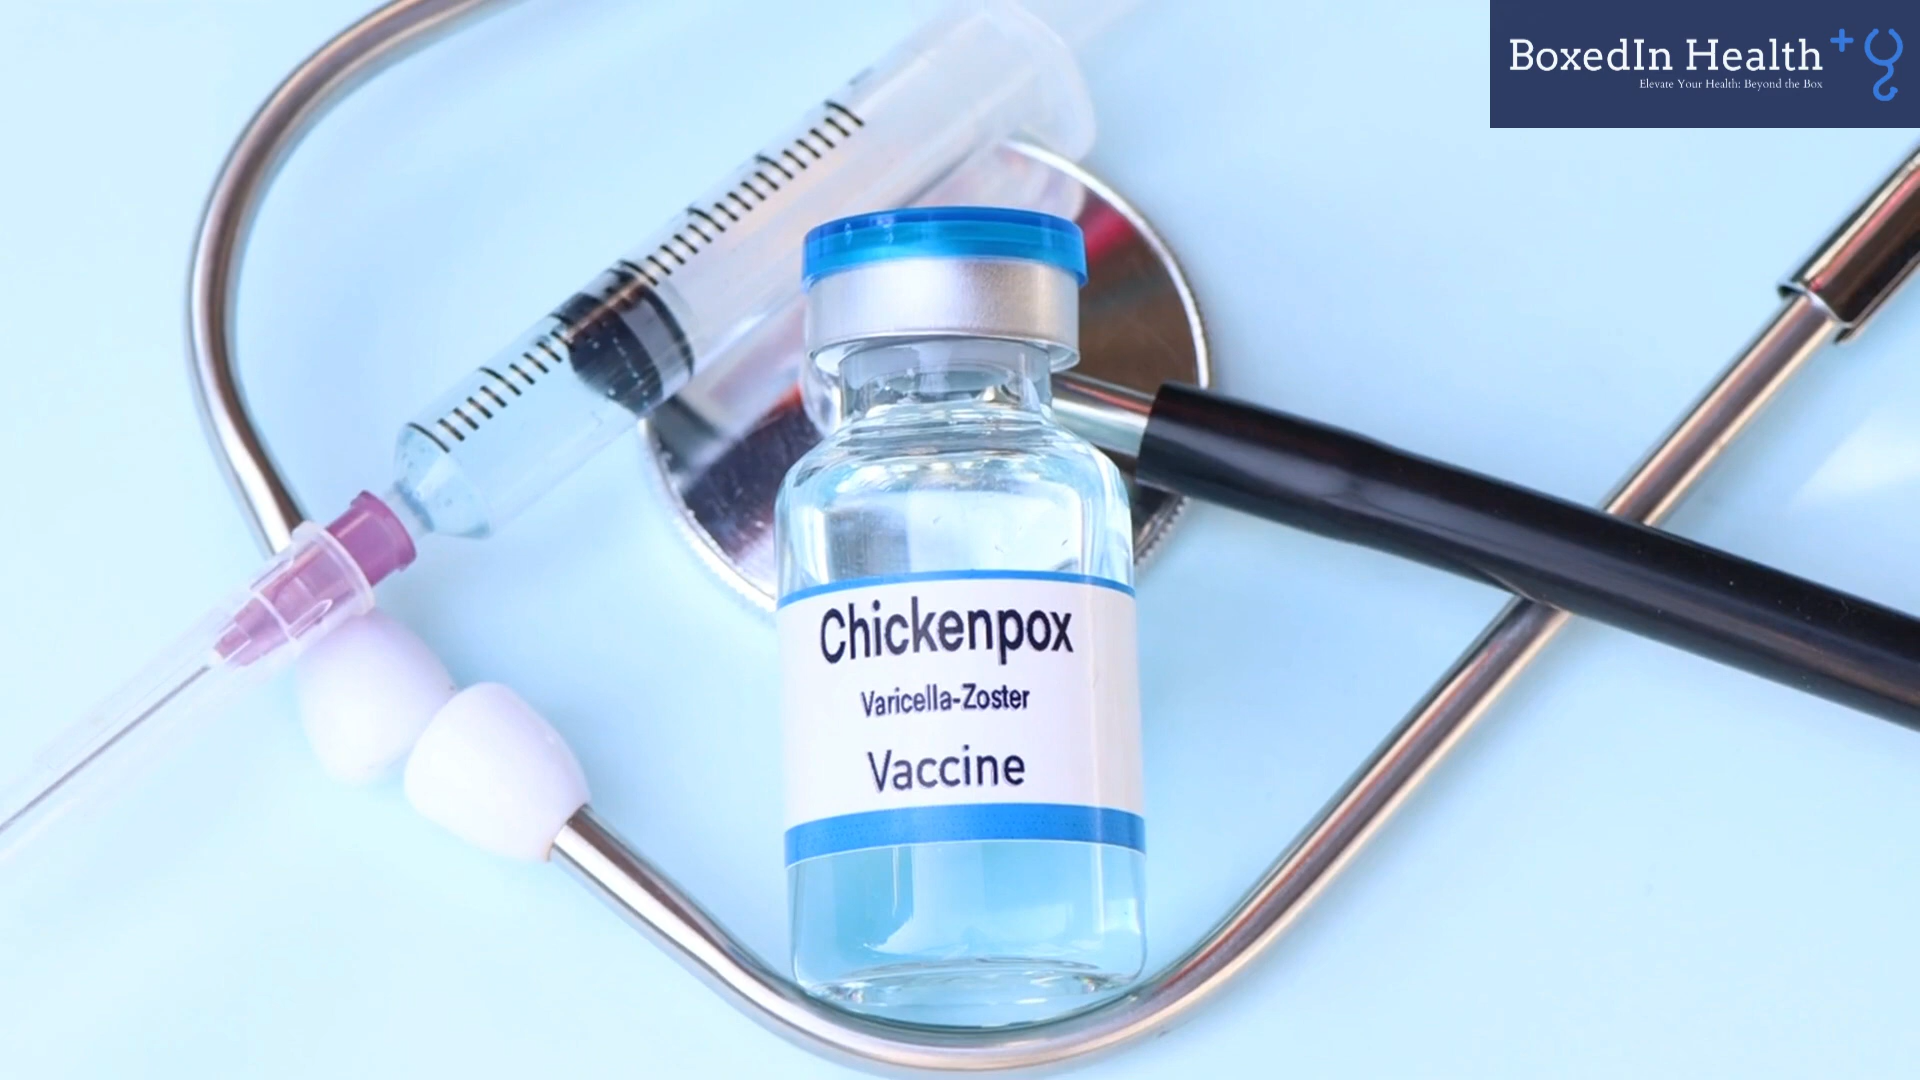 BoxedIn Health
Elevate Your Health: Beyond the Box
Chickenpox
Varicella-Zoster
Vaccine